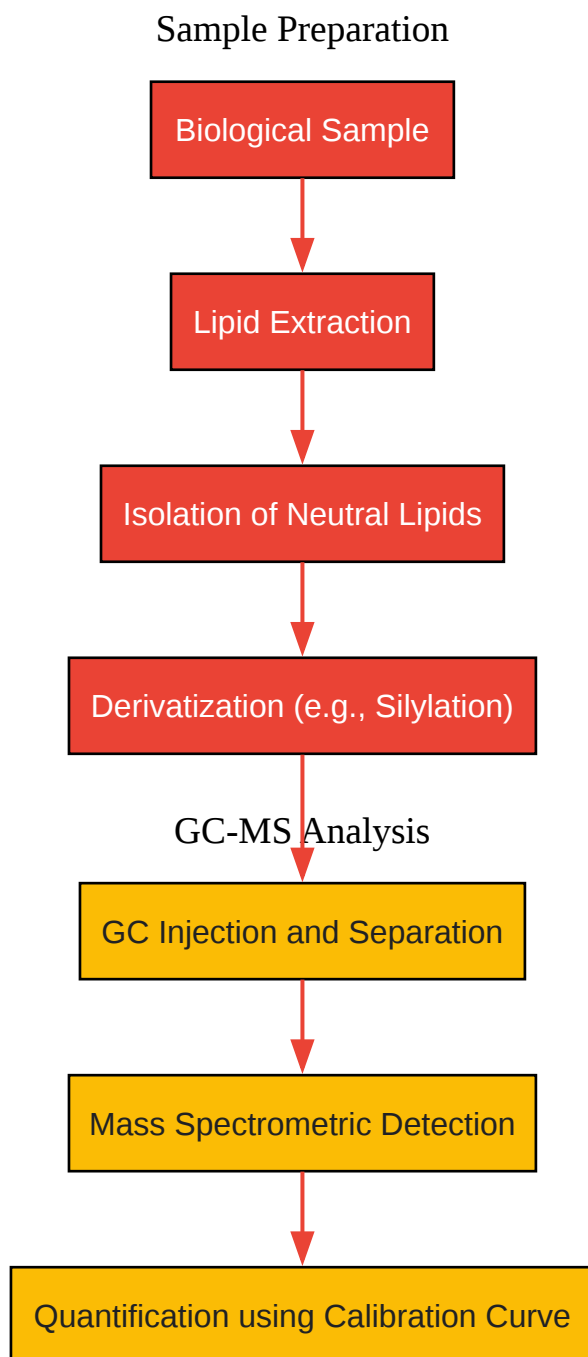 Sample Preparation
Biological Sample
Lipid Extraction
Isolation of Neutral Lipids
Derivatization (e.g., Silylation)
GC-MS Analysis
GC Injection and Separation
Mass Spectrometric Detection
Quantification using Calibration Curve